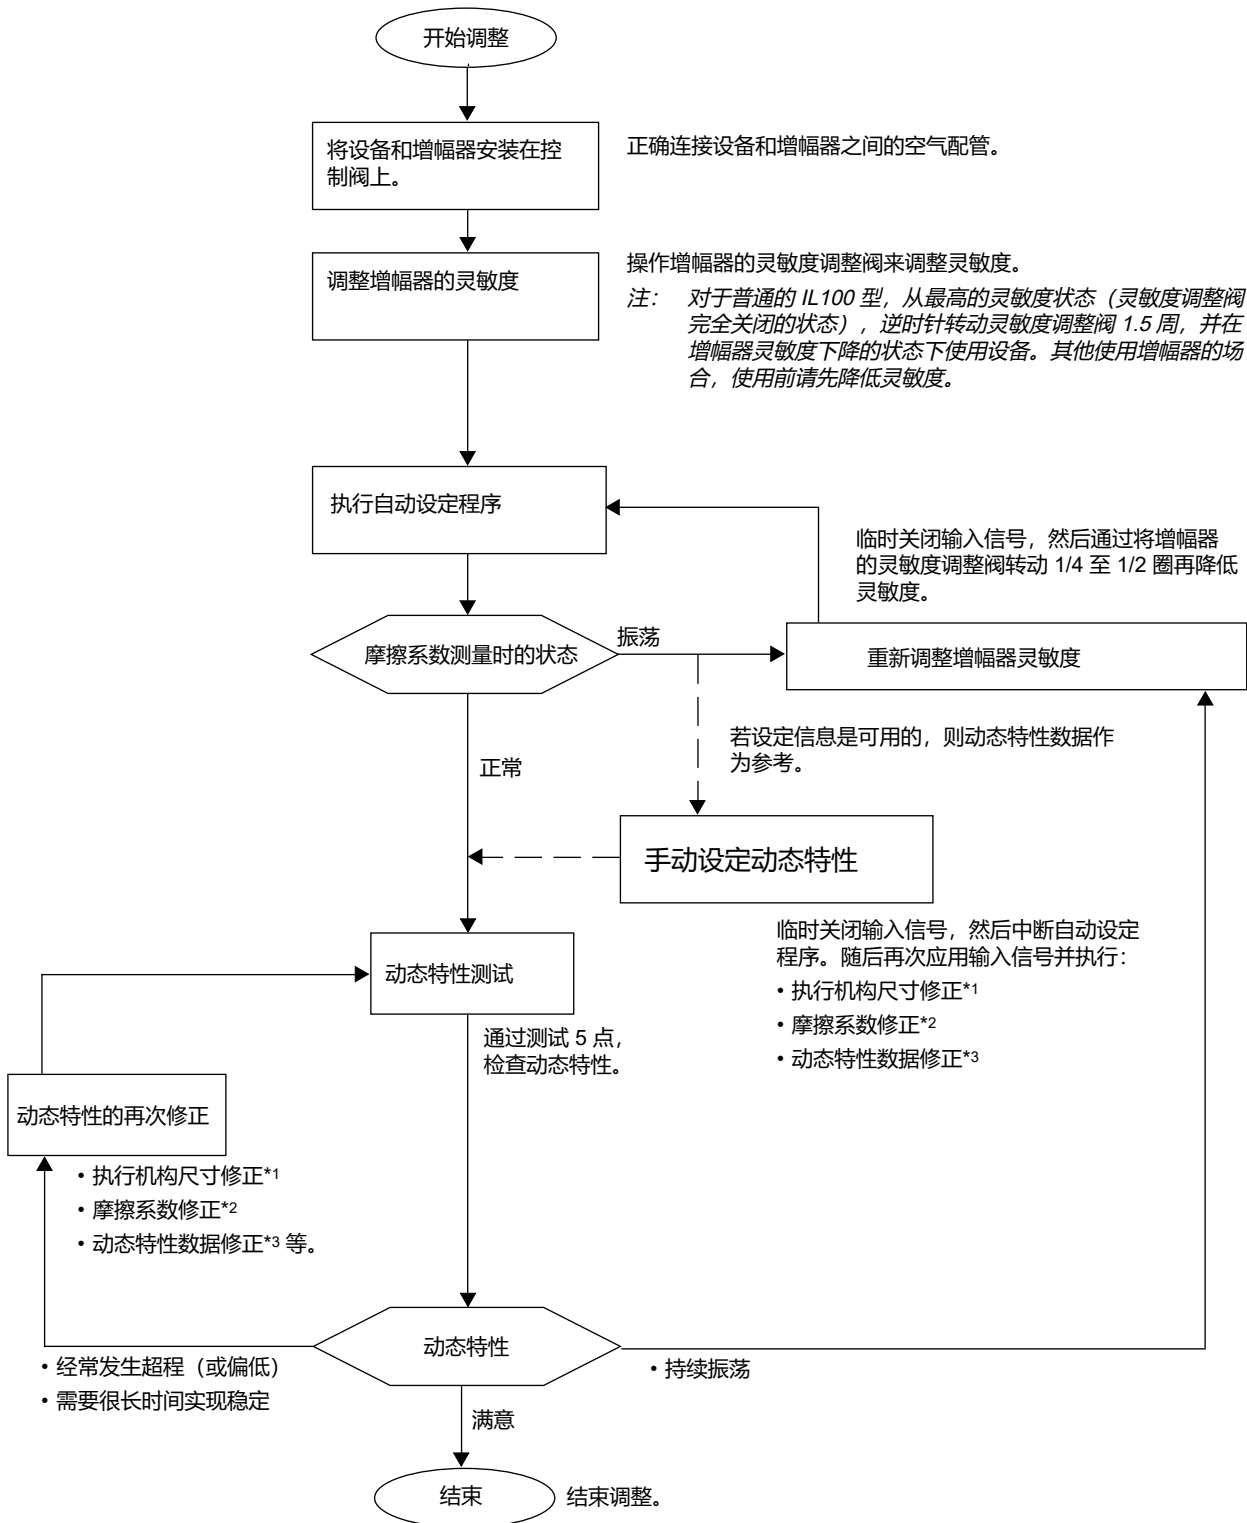 开始调整
将设备和增幅器安装在控
制阀上。
正确连接设备和增幅器之间的空气配管。
调整增幅器的灵敏度
操作增幅器的灵敏度调整阀来调整灵敏度。
注： 对于普通的 IL100 型，从最高的灵敏度状态（灵敏度调整阀
完全关闭的状态），逆时针转动灵敏度调整阀 1.5 周，并在
增幅器灵敏度下降的状态下使用设备。其他使用增幅器的场
合，使用前请先降低灵敏度。
执行自动设定程序
临时关闭输入信号，然后通过将增幅器
的灵敏度调整阀转动 1/4 至 1/2 圈再降低
灵敏度。
摩擦系数测量时的状态
振荡
重新调整增幅器灵敏度
若设定信息是可用的，则动态特性数据作
为参考。
正常
手动设定动态特性
临时关闭输入信号，然后中断自动设定
程序。随后再次应用输入信号并执行：
• 执行机构尺寸修正*1
• 摩擦系数修正*2
• 动态特性数据修正*3
动态特性测试
通过测试 5 点，
检查动态特性。
动态特性的再次修正
• 执行机构尺寸修正*1
• 摩擦系数修正*2
• 动态特性数据修正*3 等。
动态特性
• 经常发生超程（或偏低）
• 需要很长时间实现稳定
• 持续振荡
满意
结束
结束调整。